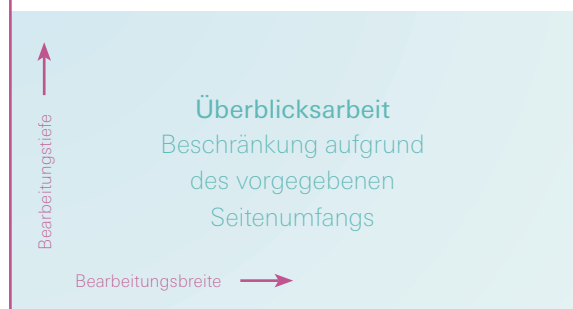 Überblicksarbeit
Beschränkung aufgrund
des vorgegebenen
Seitenumfangs
Bearbeitungstiefe
Bearbeitungsbreite